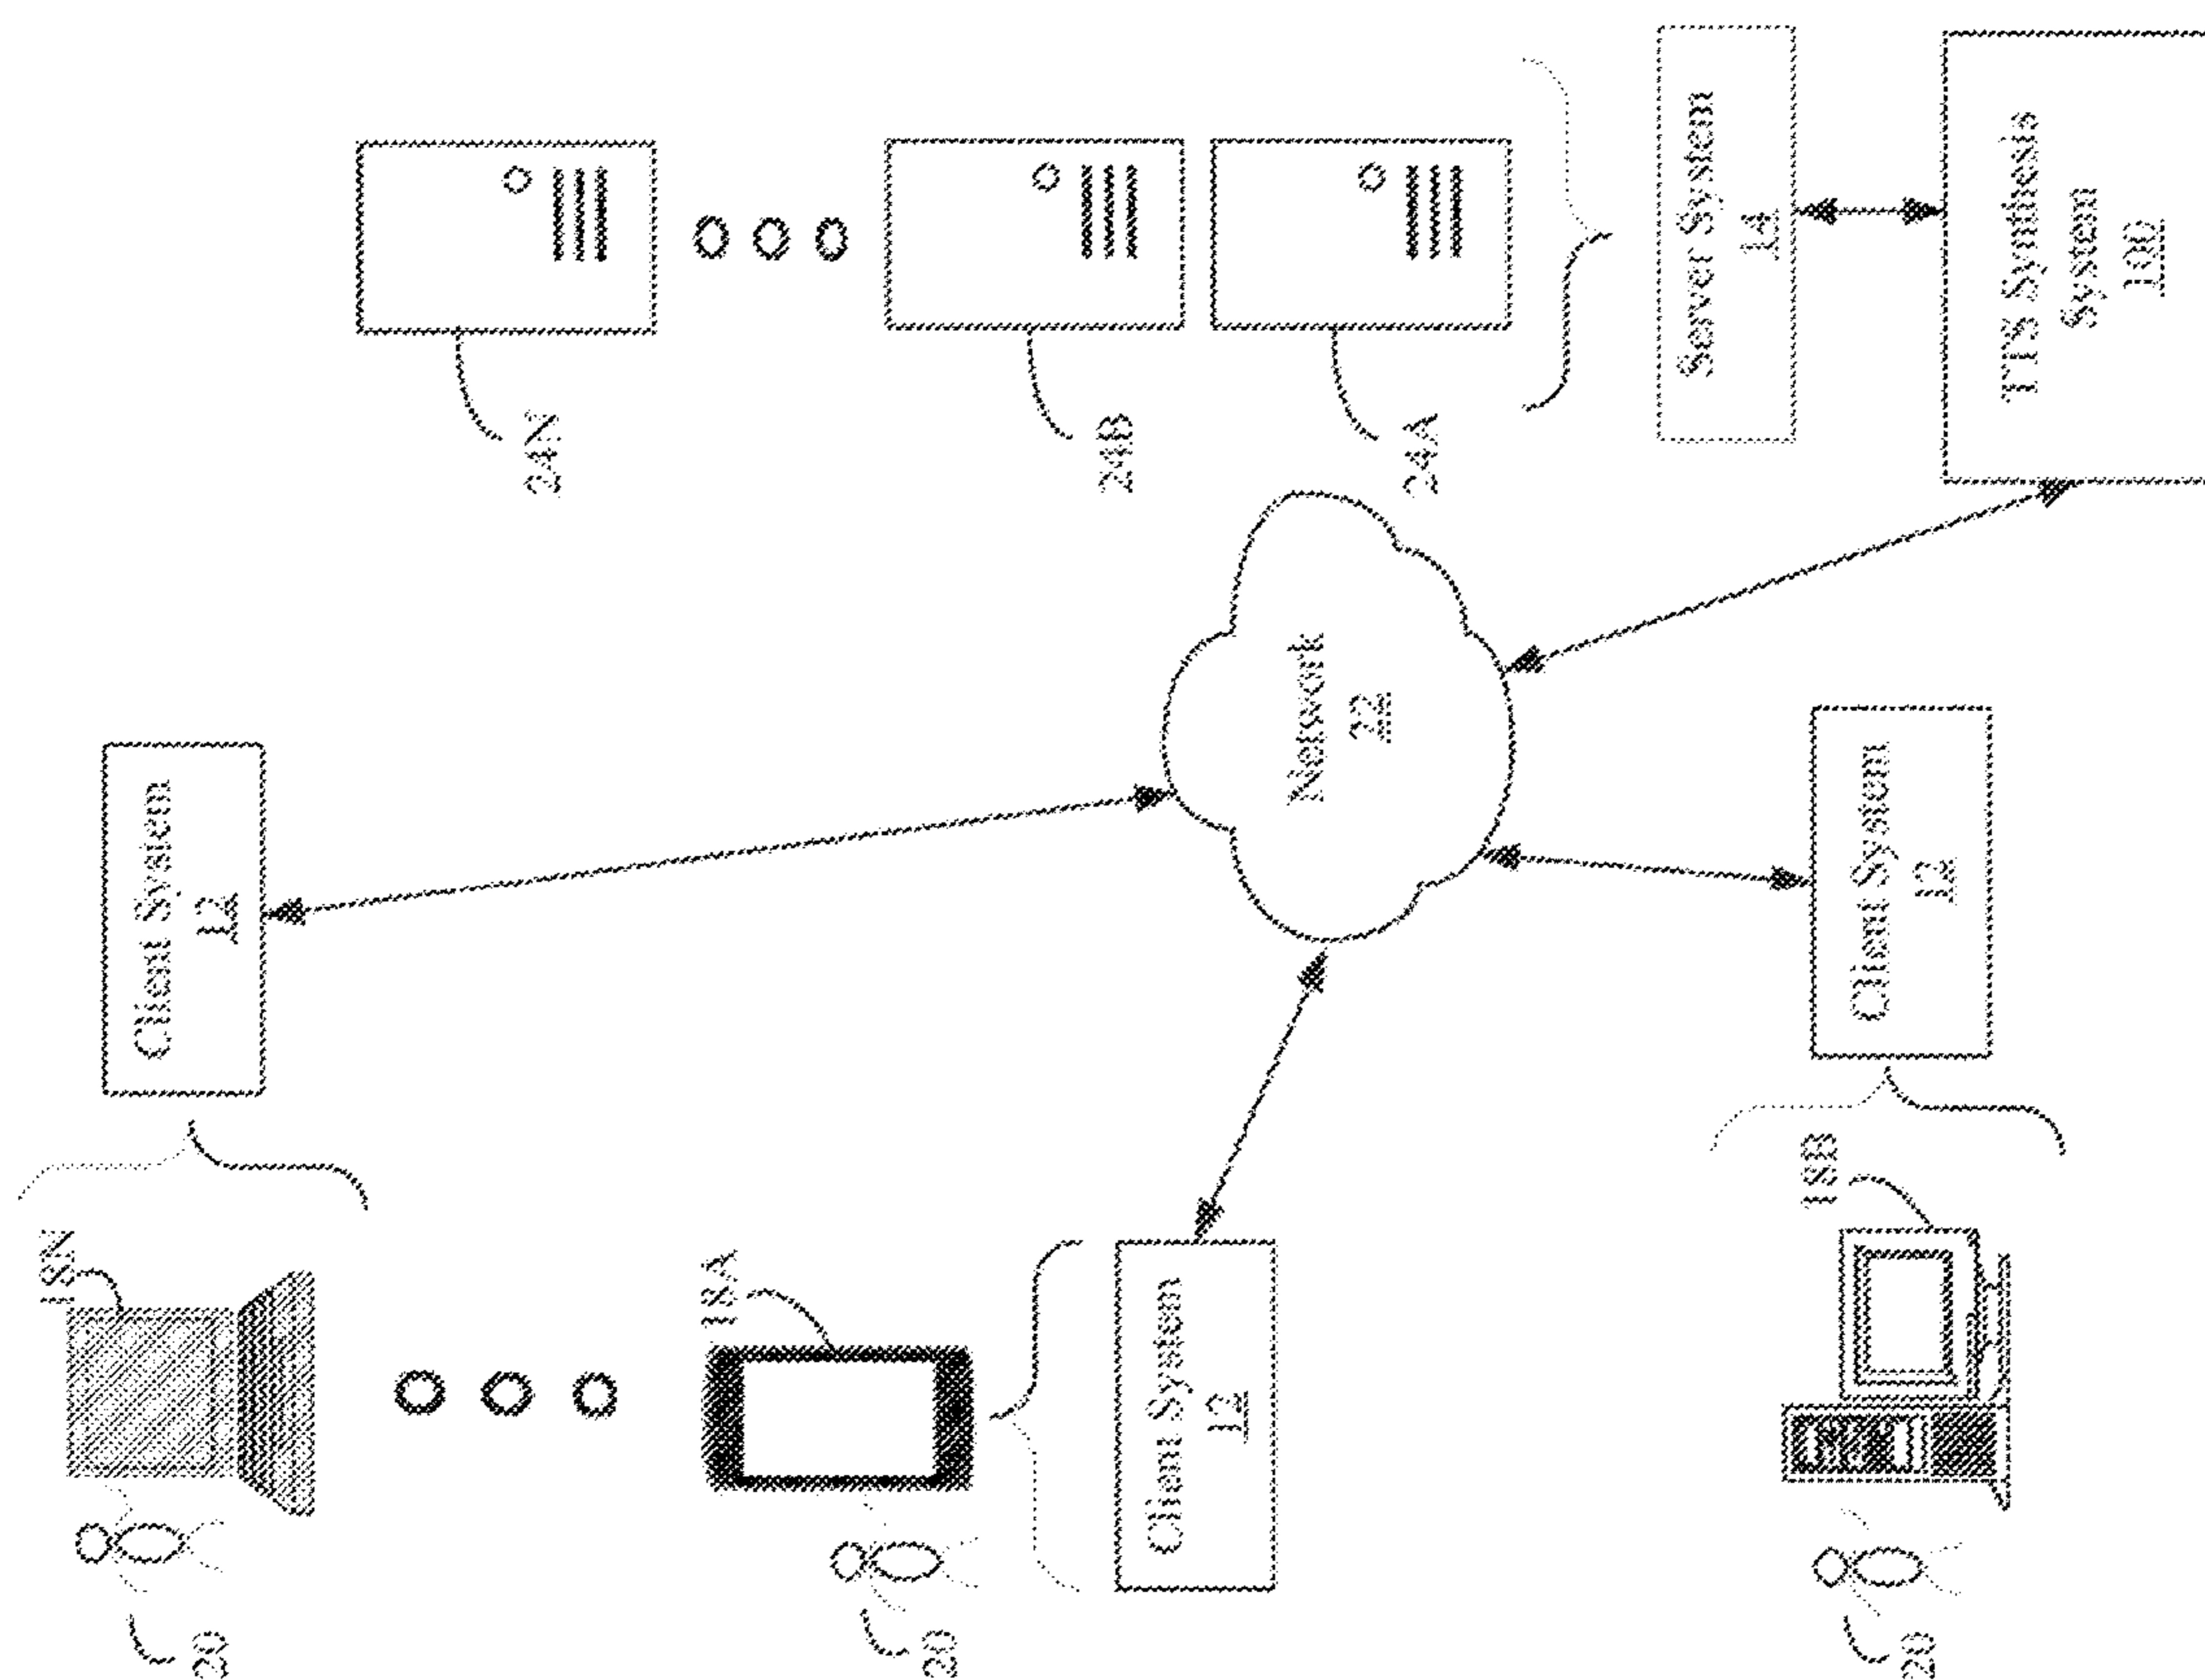 18N
20
Client System
12
24N
18A
20
Client System
12
Network
22
24B
24A
18B
20
Client System
12
Server System
14
TTS Synthesis
System
100